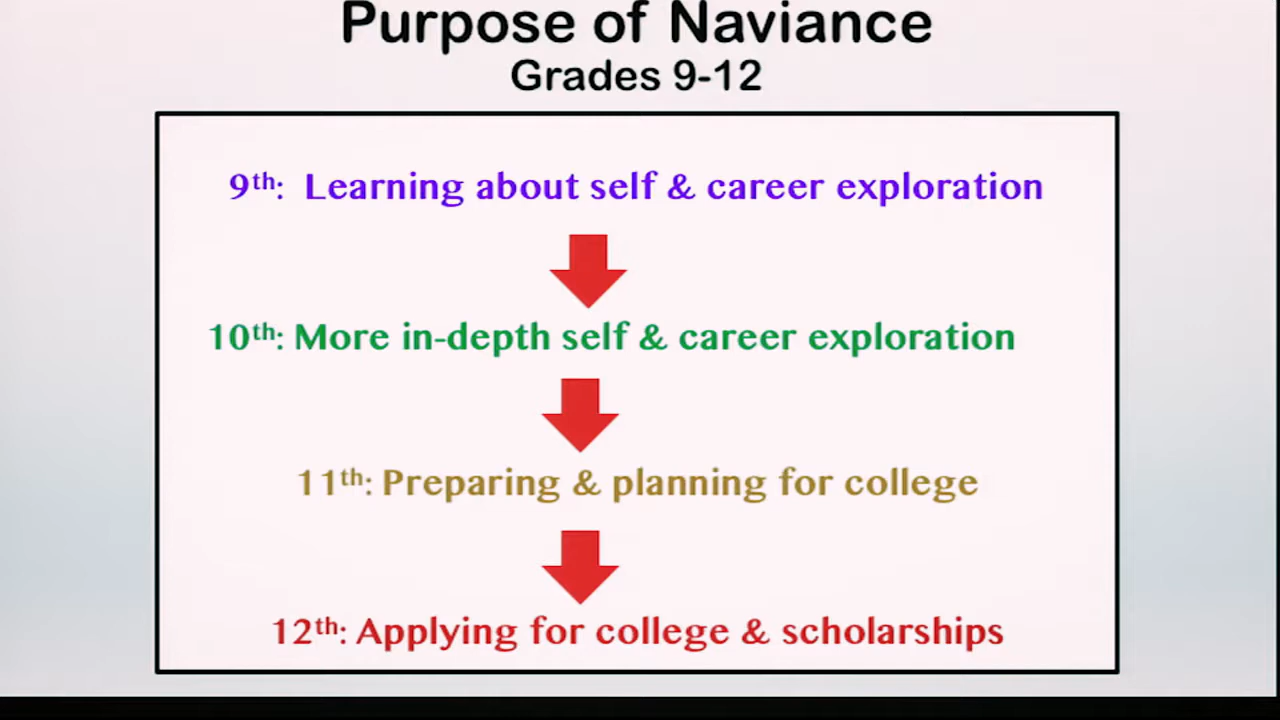 Purpose of Naviance
Grades 9-12
9th: Learning about self & career exploration
10th: More in-depth self & career exploration
11th: Preparing & planning for college
12th: Applying for college & scholarships